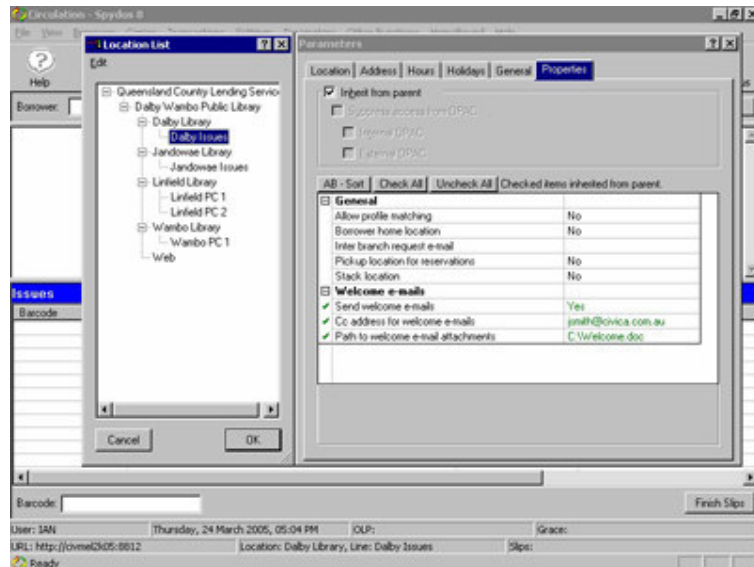 Circulation - Spydus 8
File View
Help
Borrower:
Location List
Edit
Queensland County Lending Service
Dalby Wambo Public Library
Dalby Library
Dalby Issues
Jandowae Library
Jandowae Issues
Linfield Library
Linfield PC 1
Linfield PC 2
Wambo Library
Wambo PC 1
Web
Cancel OK
Parameters
Location Address Hours Holidays General Properties
Inherit from parent
Suppress access from OPAC
Internal OPAC
External OPAC
AB - Sort Check All Uncheck All Checked items inherited from parent.
General
Allow profile matching No
Borrower home location No
Inter branch request e-mail
Pickup location for reservations No
Stack location No
Welcome e-mails
Send welcome e-mails Yes
Cc address for welcome e-mails jsmith@civica.com.au
Path to welcome e-mail attachments C:\Welcome.doc
Issues
Barcode
Barcode: Finish Slips
User: IAN Thursday, 24 March 2005, 05:04 PM OLP: Grace:
URL: http://civmel2k05:8812 Location: Dalby Library, Line: Dalby Issues Slips:
Ready